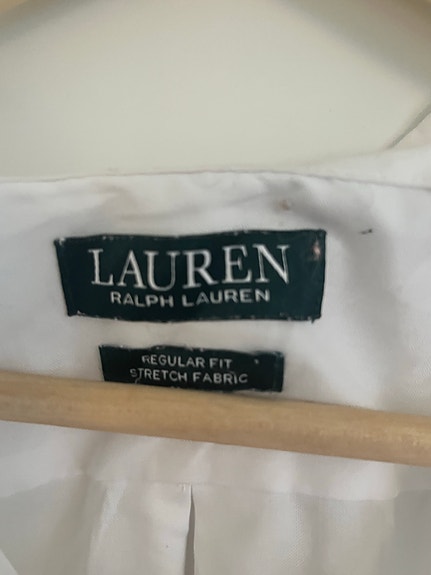 LAUREN
RALPH LAUREN
REGULAR FIT
STRETCH FABRIC